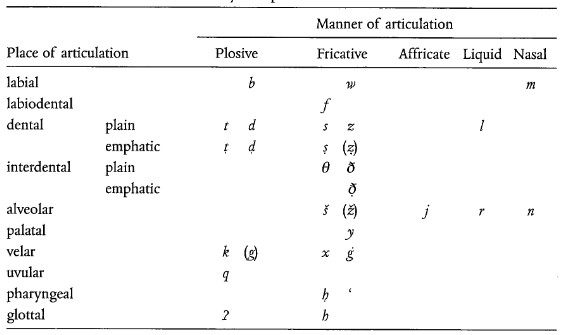 Manner of articulation
Place of articulation Plosive Fricative Affricate Liquid Nasal
labial b w m
labiodental f
dental plain t d s z l
emphatic ṭ ḍ ṣ (ẓ)
interdental plain θ ð
emphatic ð̣
alveolar š (ž) j r n
palatal y
velar k (g) x ġ
uvular q
pharyngeal ḥ ʿ
glottal ʔ h